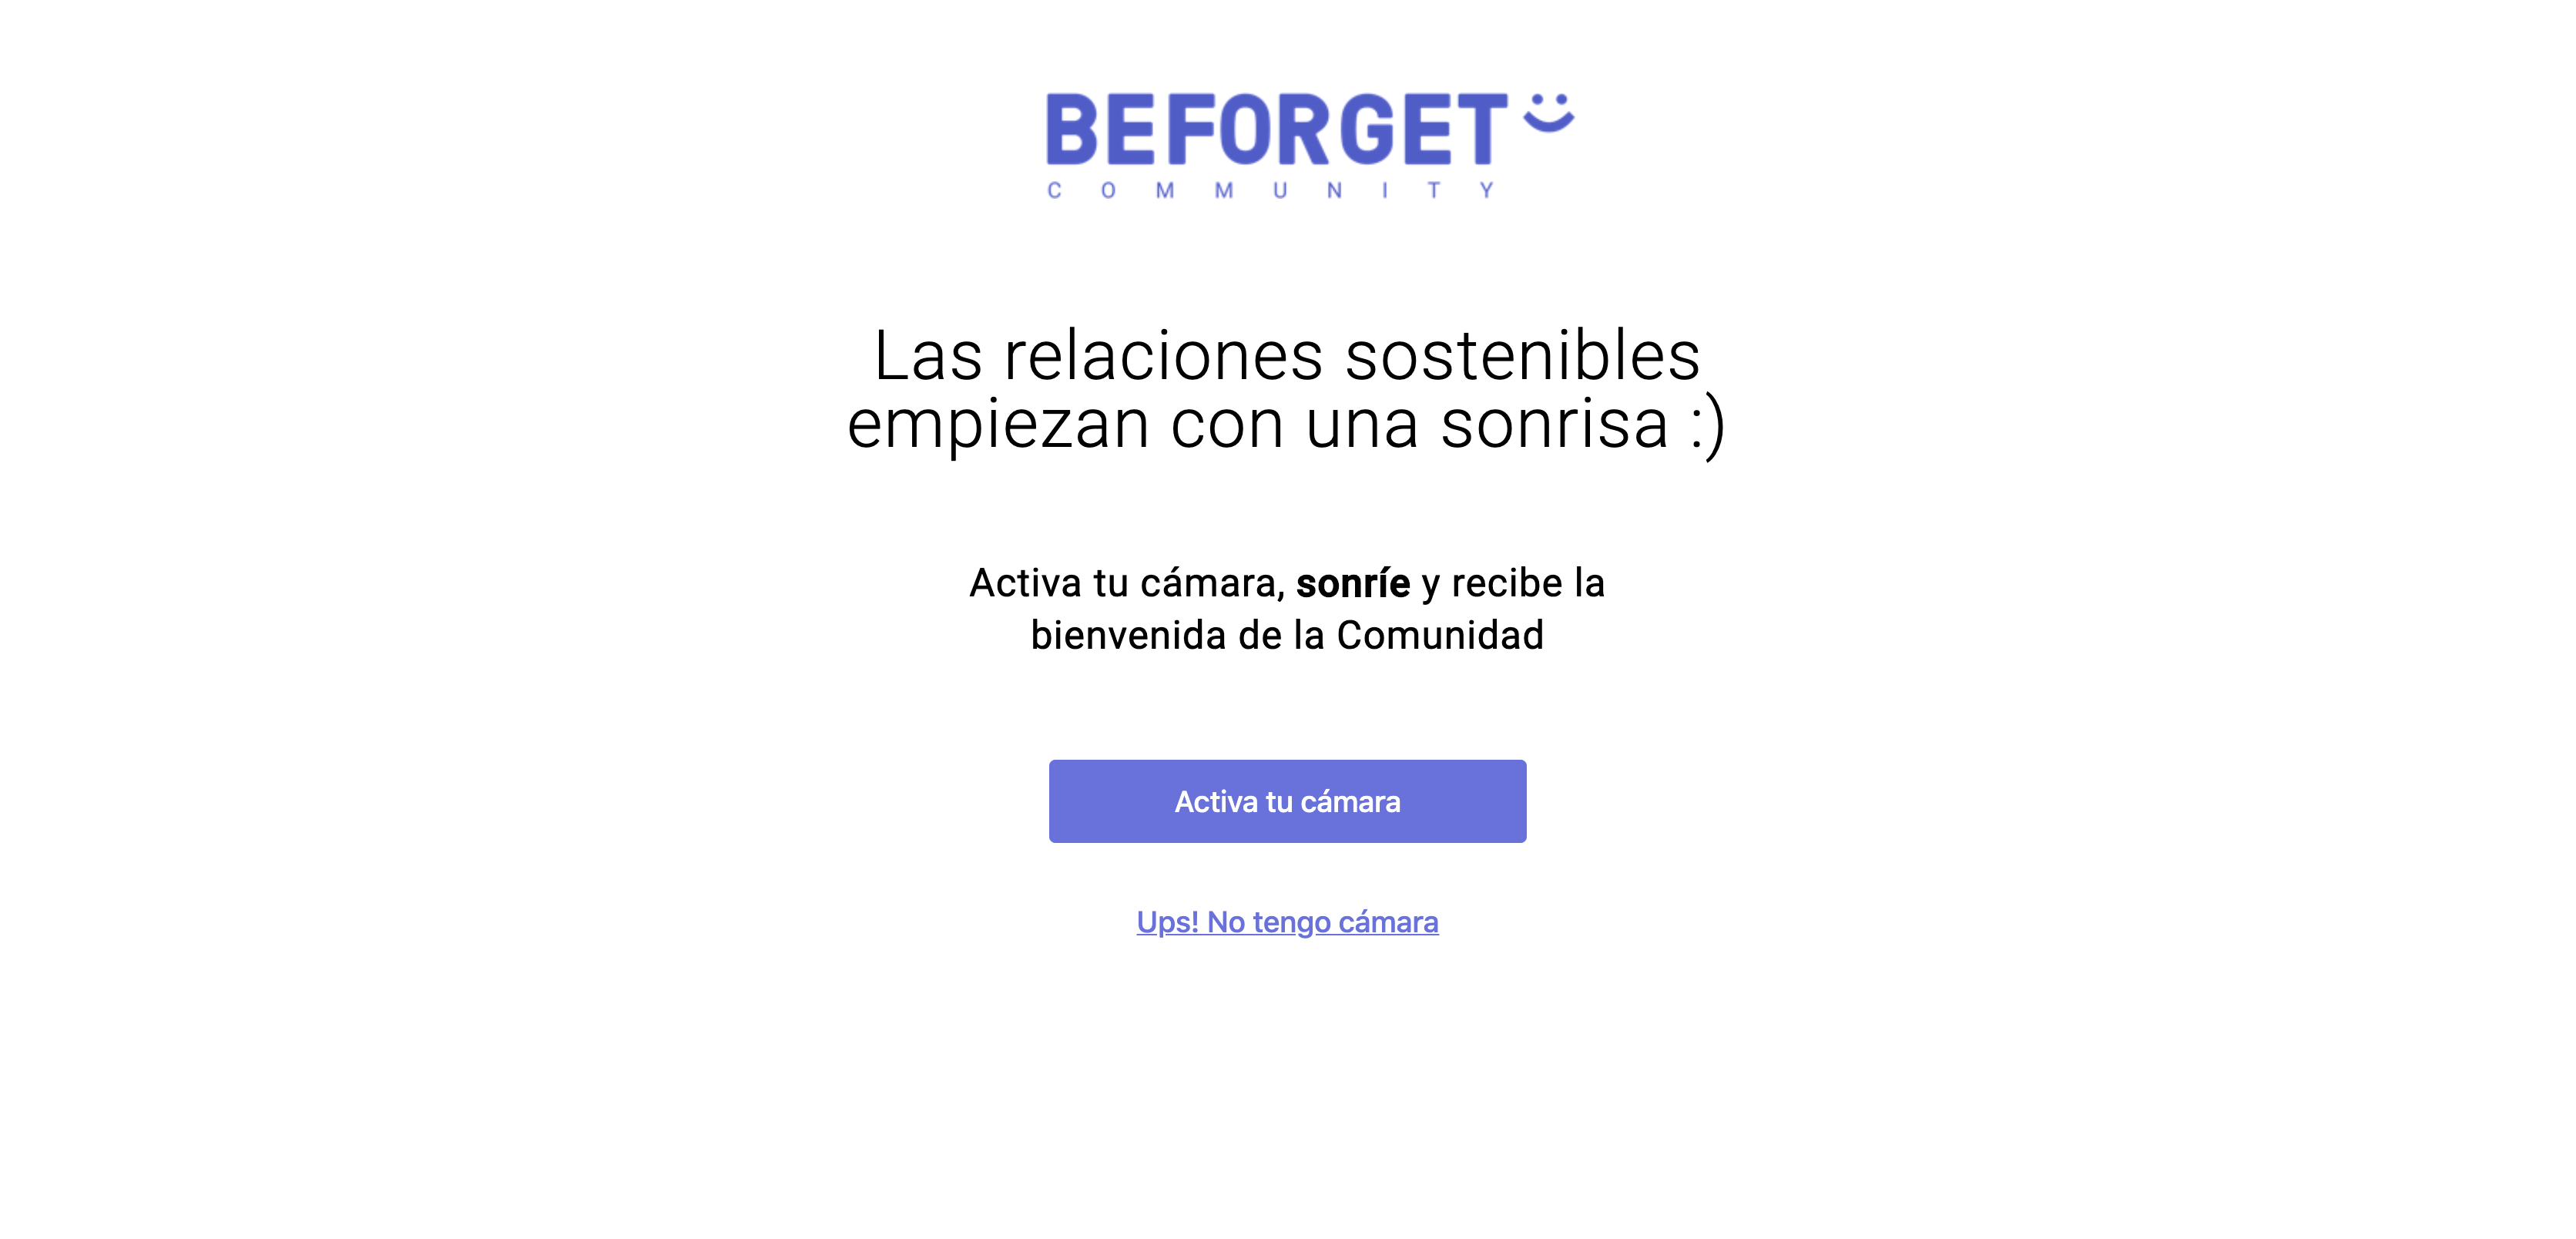 BEFORGET
COMMUNITY
Las relaciones sostenibles
empiezan con una sonrisa :)
Activa tu cámara, sonríe y recibe la
bienvenida de la Comunidad
Activa tu cámara
Ups! No tengo cámara